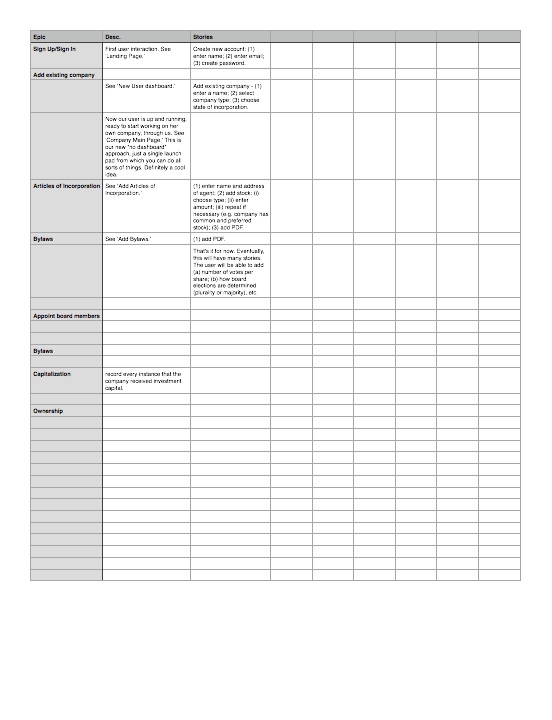 Epic Desc. Stories
Sign Up/Sign In First user interaction. See Create new account: (1)
'Landing Page.' enter name; (2) enter email;
(3) create password.
Add existing company
See 'New User dashboard.' Add existing company - (1)
enter a name; (2) select
company type; (3) choose
state of incorporation.
Now our user is up and running,
ready to start working on her
own company, through us. See
'Company Main Page.' This is
our new 'no dashboard'
approach, just a single launch
pad from which you can do all
sorts of things. Definitely a cool
idea.
Articles of Incorporation See 'Add Articles of (1) enter name and address
Incorporation.' of agent; (2) add stock: (i)
choose type; (ii) enter
amount; (iii) repeat if
necessary (e.g. company has
common and preferred
stock); (3) add PDF.
Bylaws See 'Add Bylaws.' (1) add PDF.
That's it for now. Eventually,
this will have many stories.
The user will be able to add
(a) number of votes per
share; (b) how board
elections are determined
(plurality or majority), etc.
Appoint board members
Bylaws
Capitalization record every instance that the
company received investment
capital.
Ownership